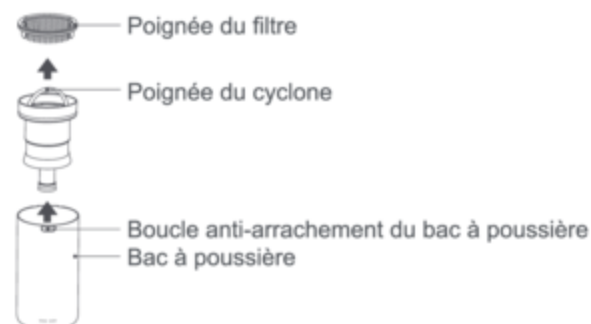 Poignée du filtre
Poignée du cyclone
Boucle anti-arrachement du bac à poussière
Bac à poussière